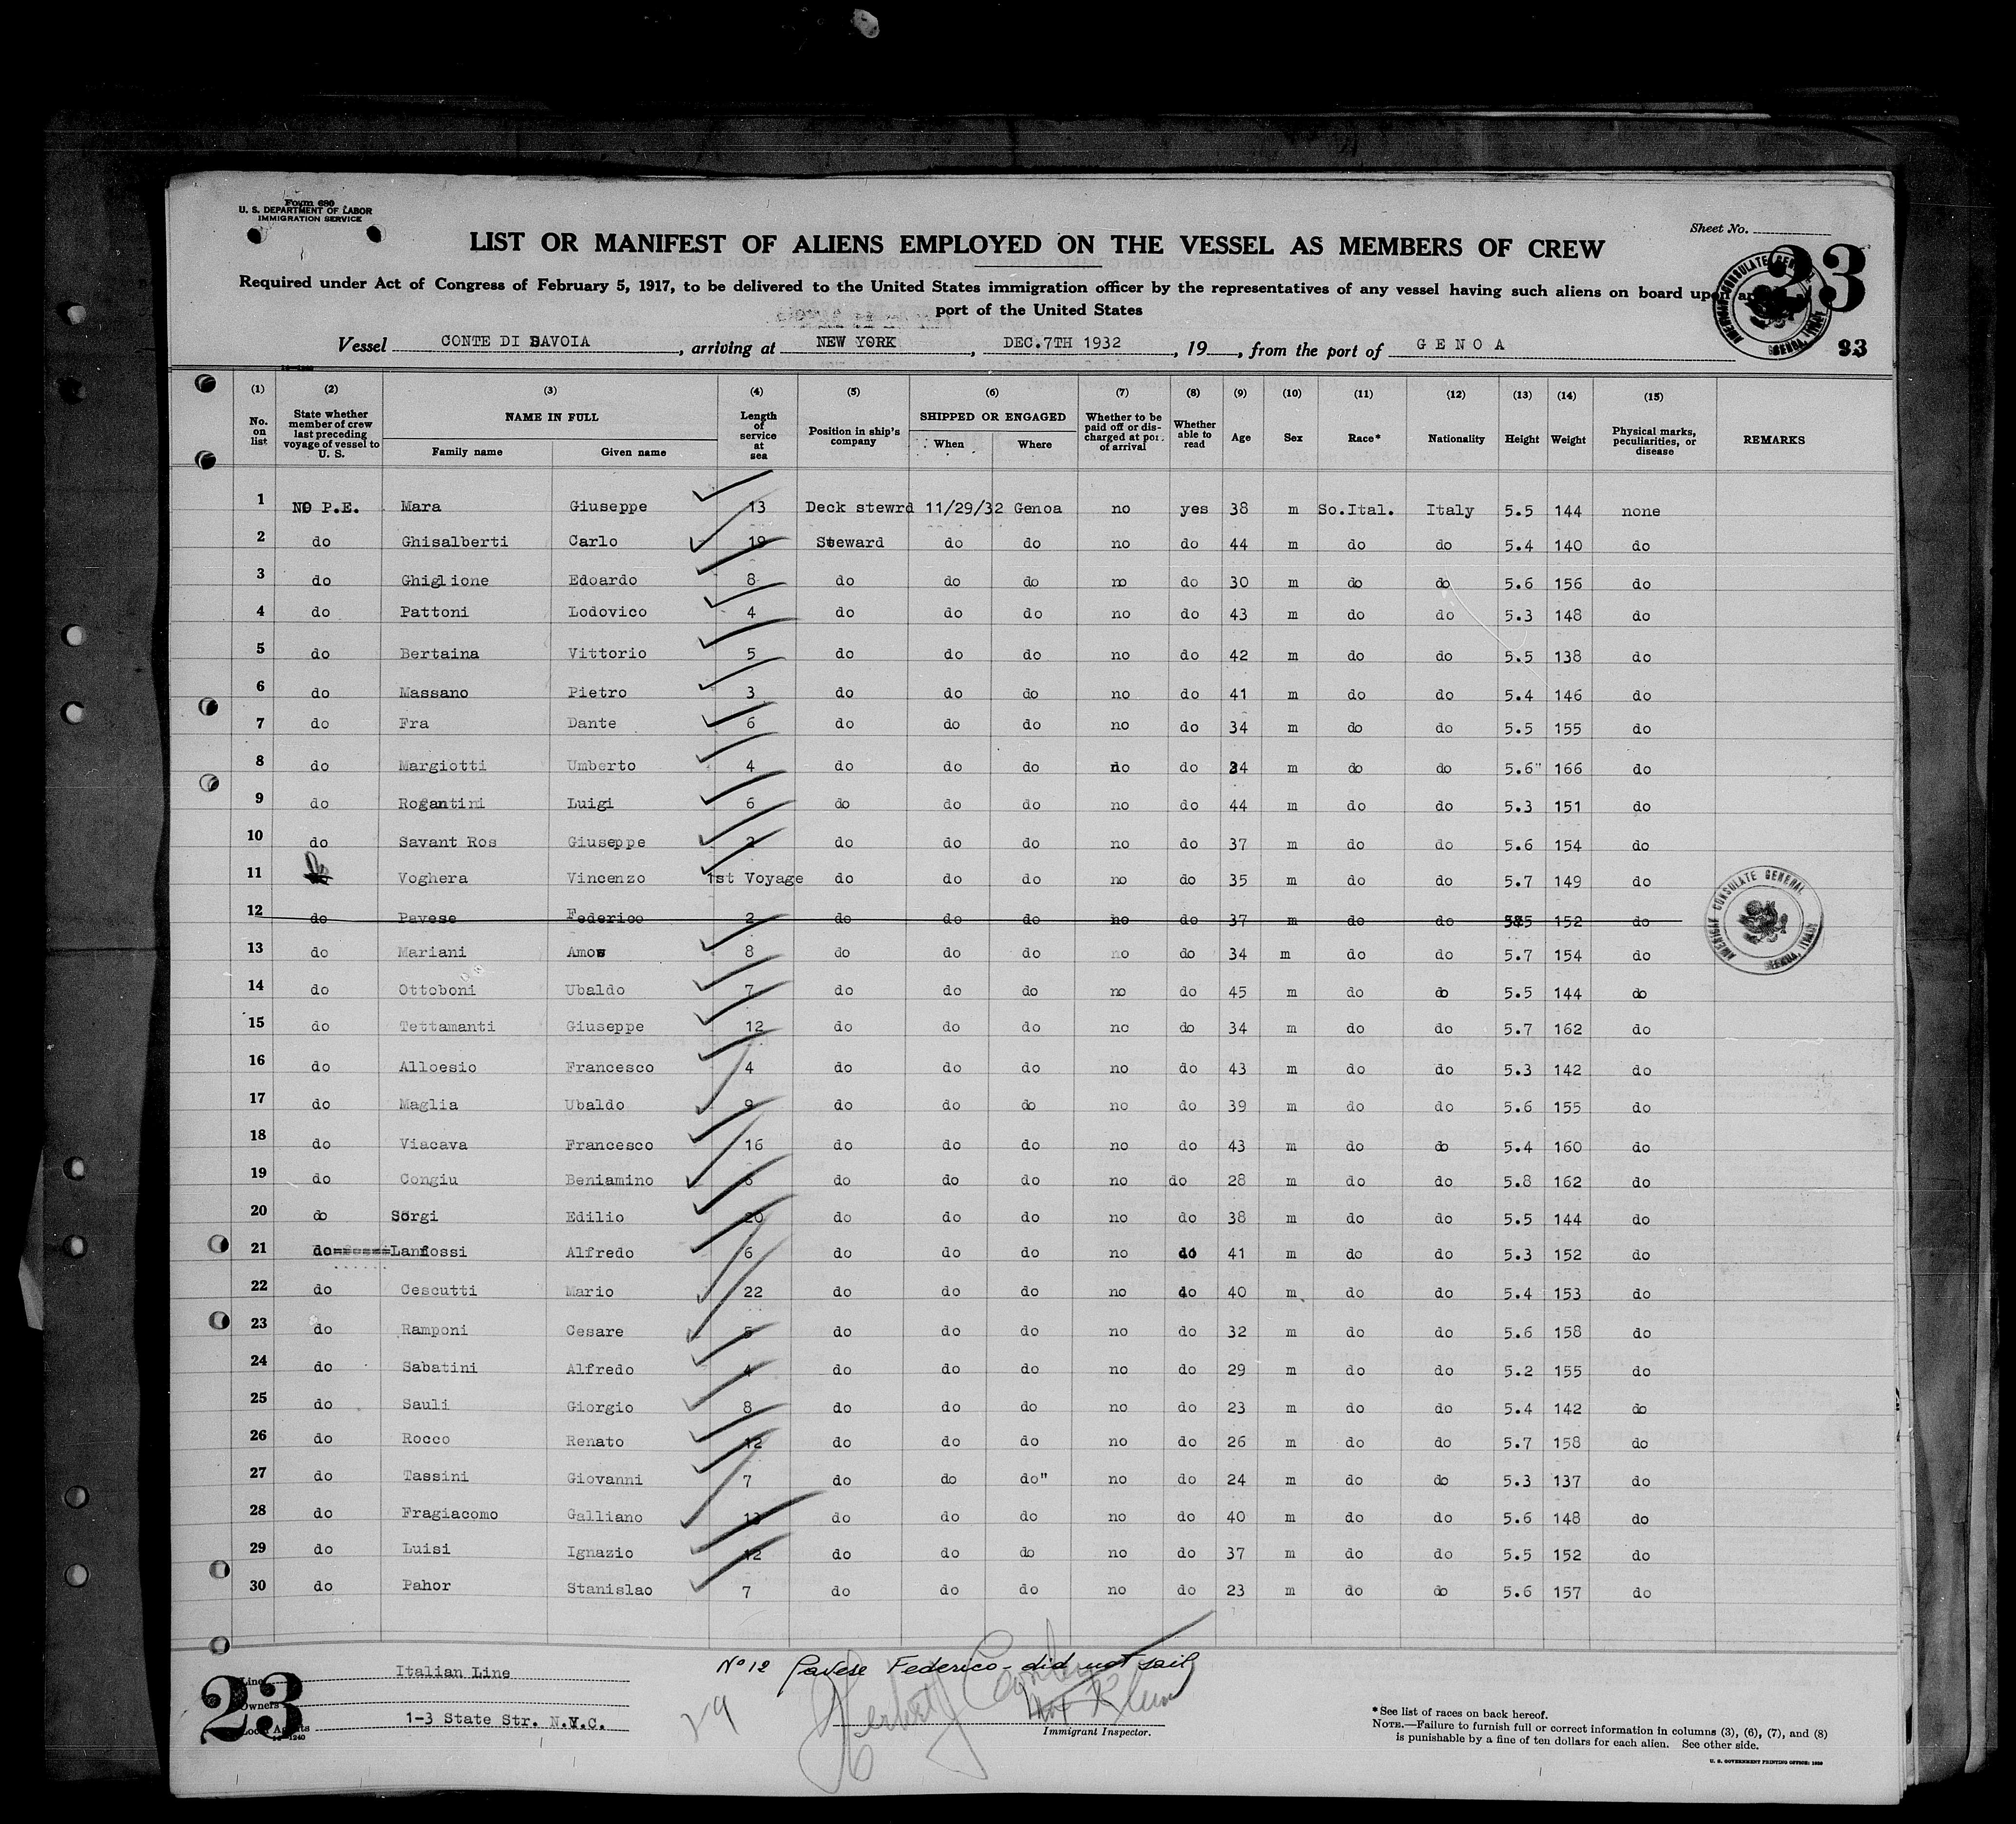 Form 680
U. S. DEPARTMENT OF LABOR
IMMIGRATION SERVICE
Sheet No.
LIST OR MANIFEST OF ALIENS EMPLOYED ON THE VESSEL AS MEMBERS OF CREW
23
Required under Act of Congress of February 5, 1917, to be delivered to the United States immigration officer by the representatives of any vessel having such aliens on board upon
port of the United States
AMERICAN CONSULATE GENERAL GENOA, ITALY
Vessel CONTE DI SAVOIA, arriving at NEW YORK, DEC.7TH 1932, 19, from the port of GENOA
(1) (2) (3) (4) (5) (6) (7) (8) (9) (10) (11) (12) (13) (14) (15)
No. on list State whether member of crew last preceding voyage of vessel to U. S. NAME IN FULL Family name Given name Length of service at sea Position in ship's company SHIPPED OR ENGAGED When Where Whether to be paid off or discharged at port of arrival Whether able to read Age Sex Race* Nationality Height Weight Physical marks, peculiarities, or disease REMARKS
1 NO P.E. Mara Giuseppe 13 Deck stewrd 11/29/32 Genoa no yes 38 m So.Ital. Italy 5.5 144 none
2 do Ghisalberti Carlo 19 Steward do do no do 44 m do do 5.4 140 do
3 do Ghiglione Edoardo 8 do do do no do 30 m do do 5.6 156 do
4 do Pattoni Lodovico 4 do do do no do 43 m do do 5.3 148 do
5 do Bertaina Vittorio 5 do do do no do 42 m do do 5.5 138 do
6 do Massano Pietro 3 do do do no do 41 m do do 5.4 146 do
7 do Fra Dante 6 do do do no do 34 m do do 5.5 155 do
8 do Margiotti Umberto 4 do do do no do 34 m do do 5.6" 166 do
9 do Rogantini Luigi 6 do do do no do 44 m do do 5.3 151 do
10 do Savant Ros Giuseppe 2 do do do no do 37 m do do 5.6 154 do
11 do Voghera Vincenzo 1st Voyage do do do no do 35 m do do 5.7 149 do
12 do Pavese Federico 2 do do do no do 37 m do do 152 do
AMERICAN CONSULATE GENERAL GENOA, ITALY
13 do Mariani Amos 8 do do do no do 34 m do do 5.7 154 do
14 do Ottoboni Ubaldo 7 do do do no do 45 m do do 5.5 144 do
15 do Tettamanti Giuseppe 12 do do do no do 34 m do do 5.7 162 do
16 do Alloesio Francesco 4 do do do no do 43 m do do 5.3 142 do
17 do Maglia Ubaldo 9 do do do no do 39 m do do 5.6 155 do
18 do Viacava Francesco 16 do do do no do 43 m do do 5.4 160 do
19 do Congiu Beniamino do do do no do 28 m do do 5.8 162 do
20 do Sorgi Edilio 20 do do do no do 38 m do do 5.5 144 do
21 do Alfredo 6 do do do no do 41 m do do 5.3 152 do
22 do Cescutti Mario 22 do do do no do 40 m do do 5.4 153 do
23 do Ramponi Cesare 5 do do do no do 32 m do do 5.6 158 do
24 do Sabatini Alfredo 4 do do do no do 29 m do do 5.2 155 do
25 do Sauli Giorgio 8 do do do no do 23 m do do 5.4 142 do
26 do Rocco Renato 12 do do do no do 26 m do do 5.7 158 do
27 do Tassini Giovanni 7 do do do" no do 24 m do do 5.3 137 do
28 do Fragiacomo Galliano 13 do do do no do 40 m do do 5.6 148 do
29 do Luisi Ignazio 12 do do do no do 37 m do do 5.5 152 do
30 do Pahor Stanislao 7 do do do no do 23 m do do 5.6 157 do
No 12 Pavese Federico - did not sail
Line Italian Line
Owners
Local Agents 1-3 State Str. N.Y.C.
23
29
Immigrant Inspector.
*See list of races on back hereof.
NOTE.—Failure to furnish full or correct information in columns (3), (6), (7), and (8)
is punishable by a fine of ten dollars for each alien. See other side.
U. S. GOVERNMENT PRINTING OFFICE: 1930